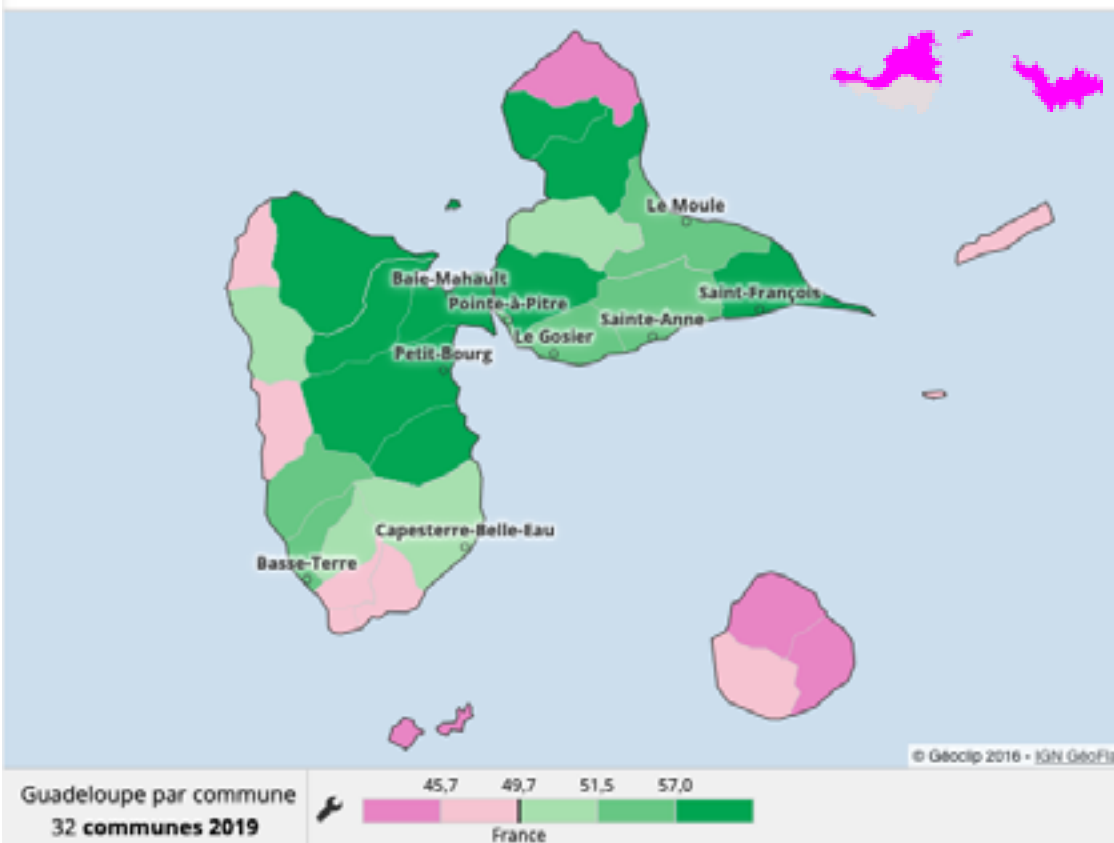 Le Moule
Baie-Mahault
Saint-François
Pointe-à-Pitre
Sainte-Anne
Le Gosier
Petit-Bourg
Capesterre-Belle-Eau
Basse-Terre
© Géoclip 2016 - IGN GéoFla
Guadeloupe par commune
32 communes 2019
45,7 49,7 51,5 57,0
France